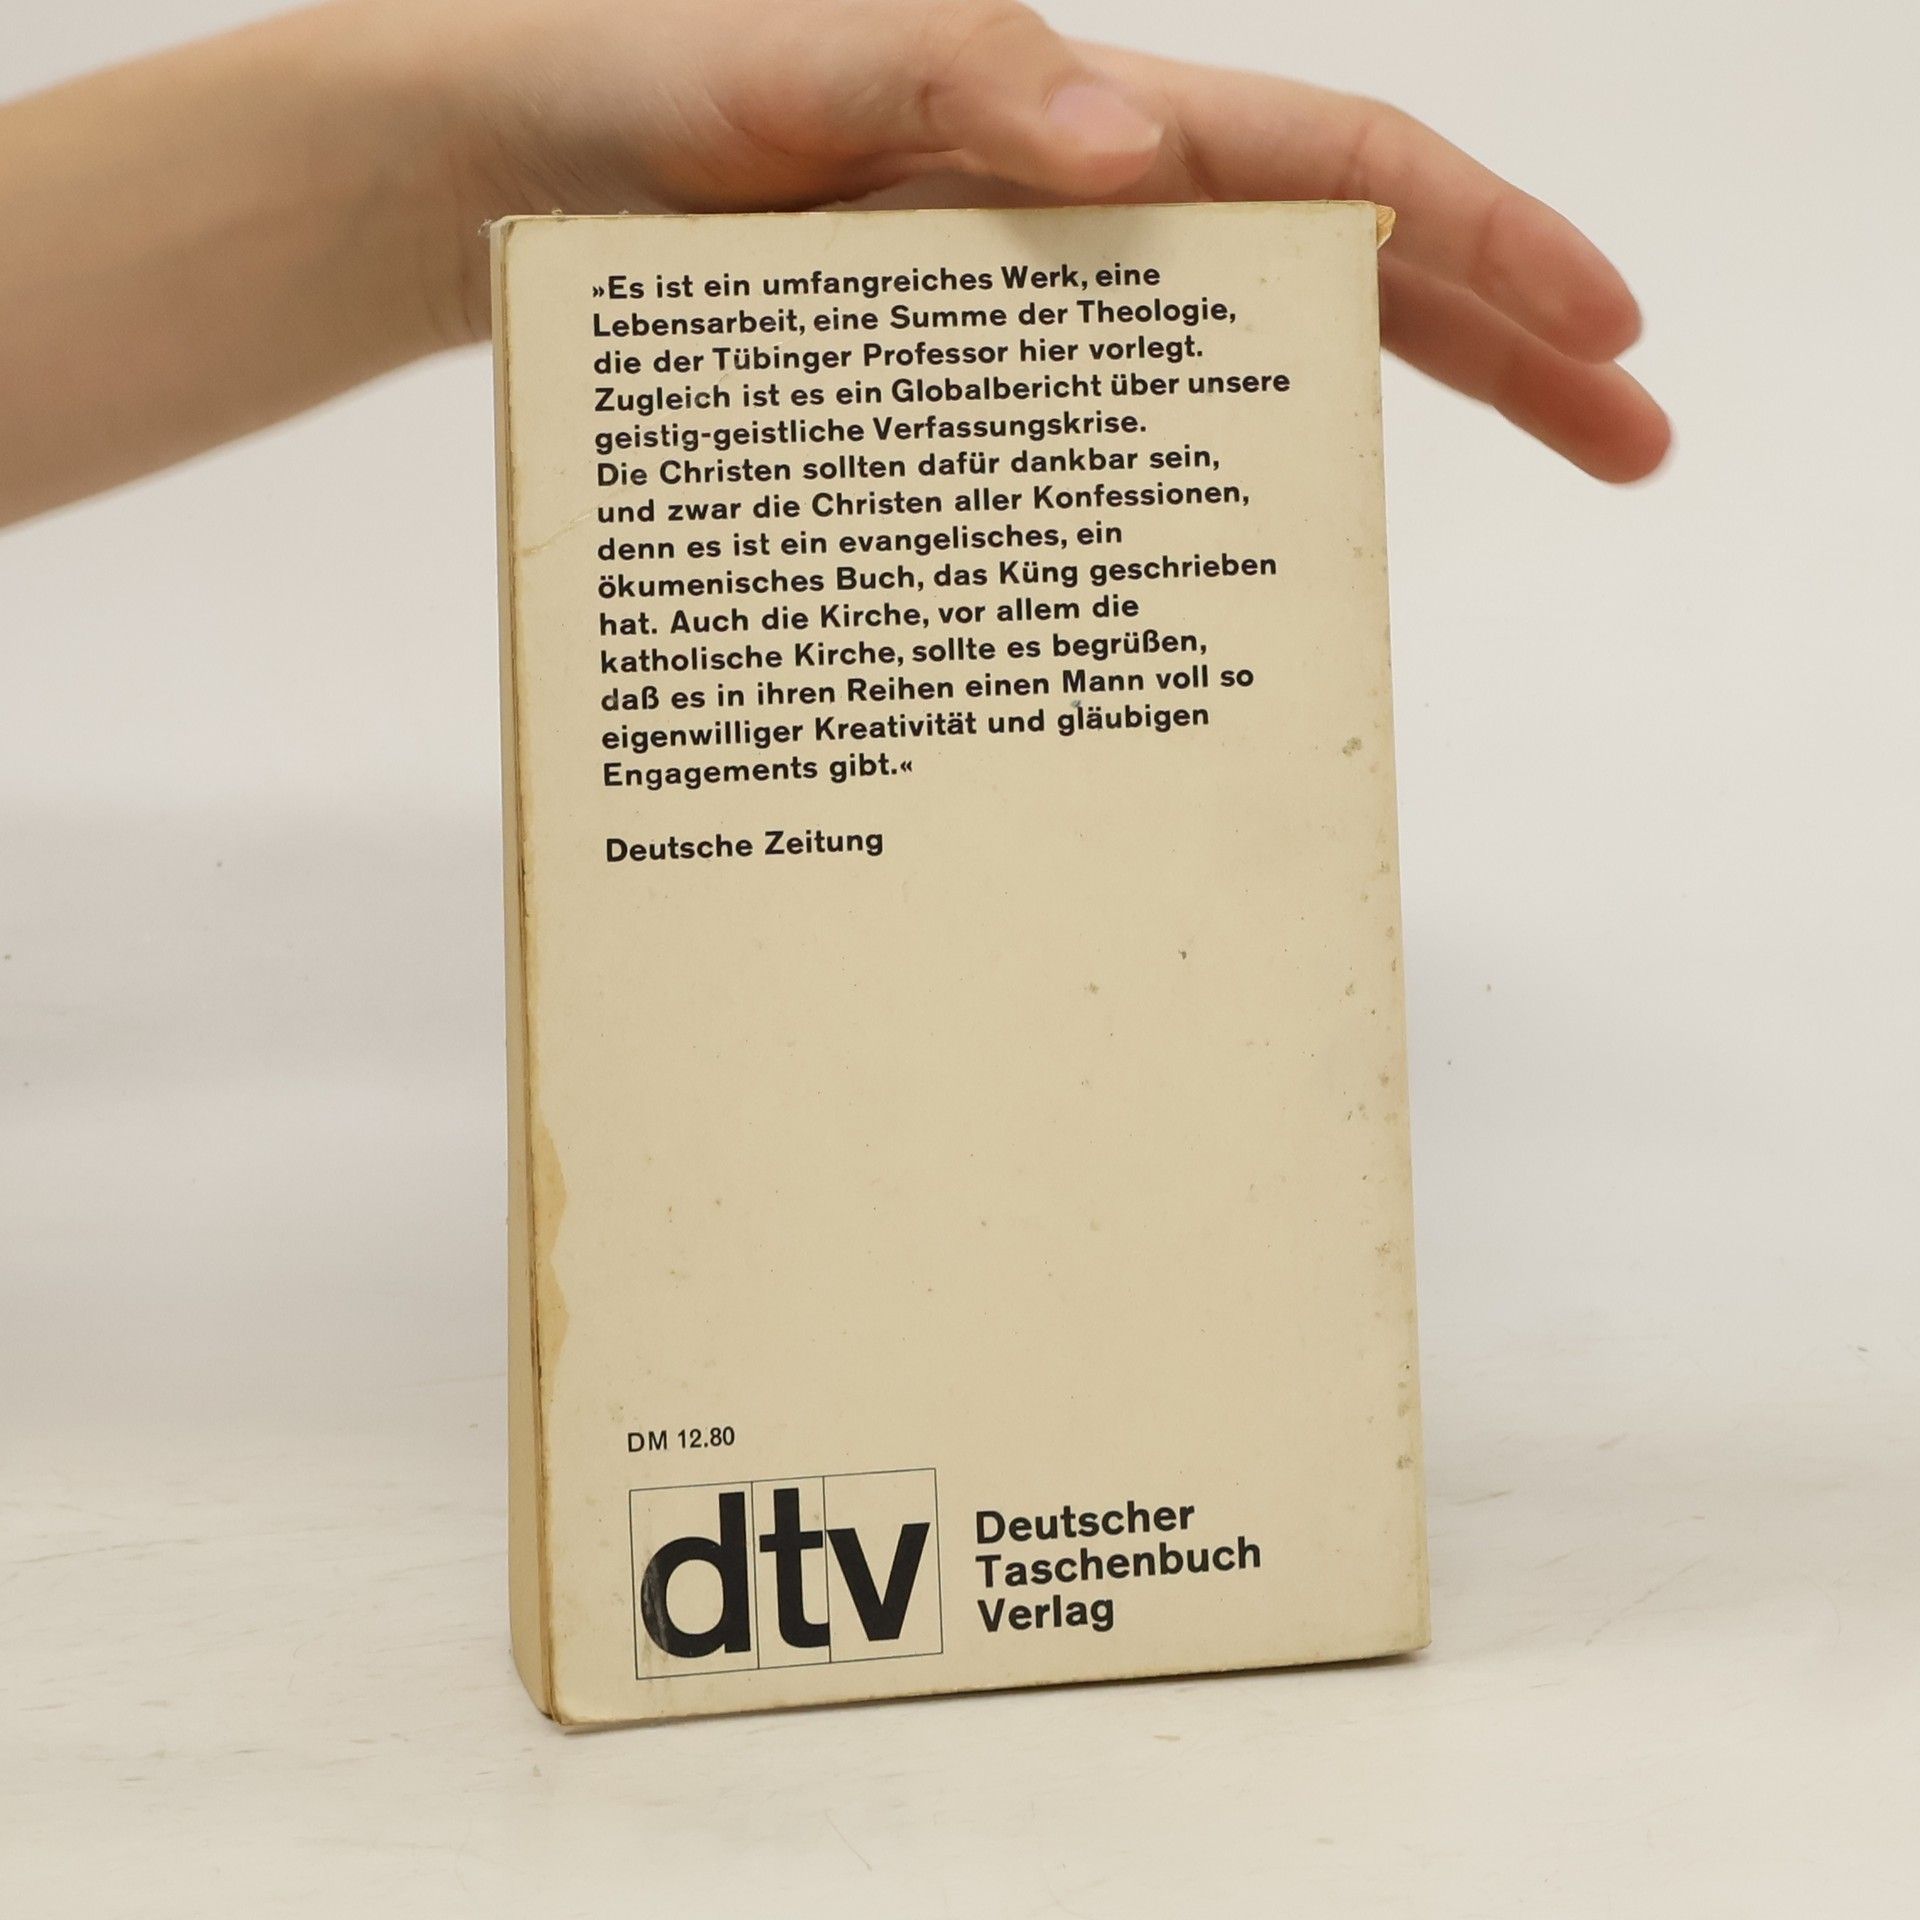 »Es ist ein umfangreiches Werk, eine
Lebensarbeit, eine Summe der Theologie,
die der Tübinger Professor hier vorlegt.
Zugleich ist es ein Globalbericht über unsere
geistig-geistliche Verfassungskrise.
Die Christen sollten dafür dankbar sein,
und zwar die Christen aller Konfessionen,
denn es ist ein evangelisches, ein
ökumenisches Buch, das Küng geschrieben
hat. Auch die Kirche, vor allem die
katholische Kirche, sollte es begrüßen,
daß es in ihren Reihen einen Mann voll so
eigenwilliger Kreativität und gläubigen
Engagements gibt.«
Deutsche Zeitung
DM 12.80
dtv
Deutscher
Taschenbuch
Verlag